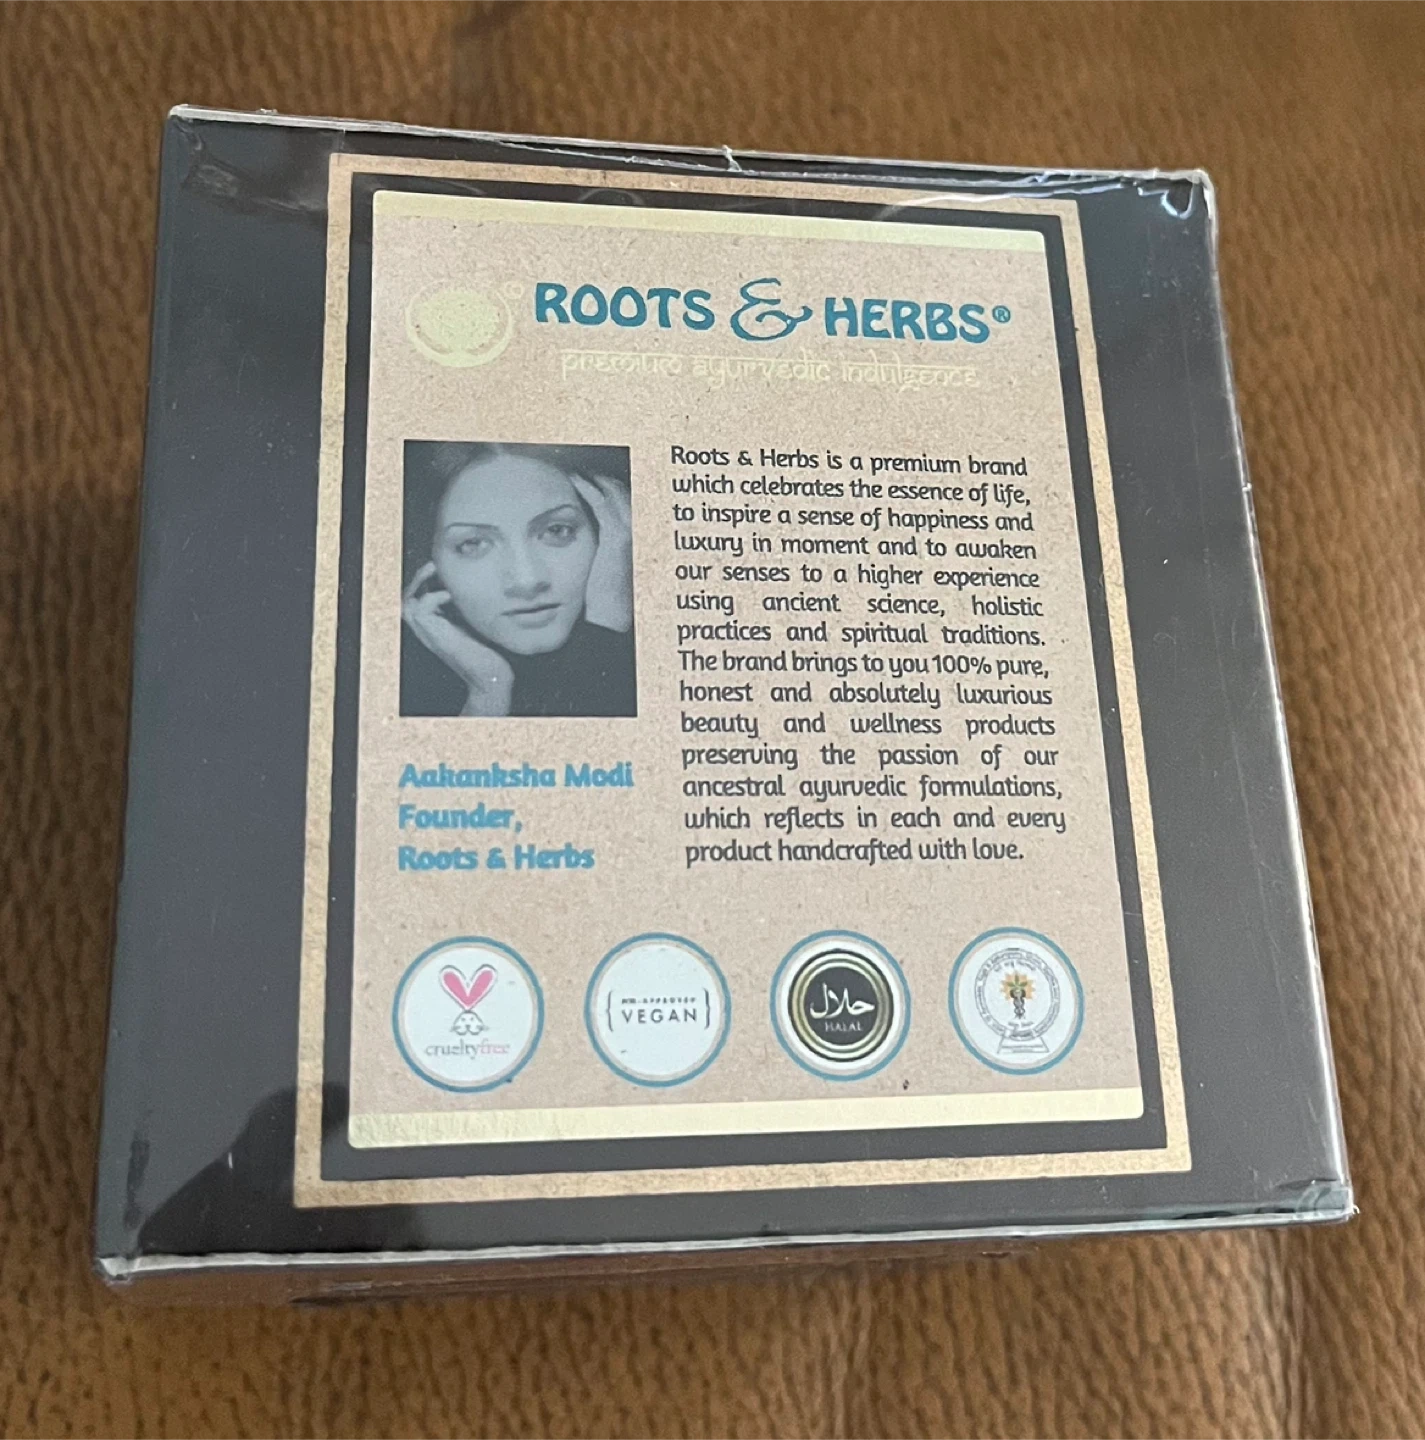 ROOTS & HERBS®
premium ayurvedic indulgence
Roots & Herbs is a premium brand
which celebrates the essence of life,
to inspire a sense of happiness and
luxury in moment and to awaken
our senses to a higher experience
using ancient science, holistic
practices and spiritual traditions.
The brand brings to you 100% pure,
honest and absolutely luxurious
beauty and wellness products
preserving the passion of our
ancestral ayurvedic formulations,
which reflects in each and every
product handcrafted with love.
Aakanksha Modi
Founder,
Roots & Herbs
crueltyfree
VEGAN
حلال
HALAL